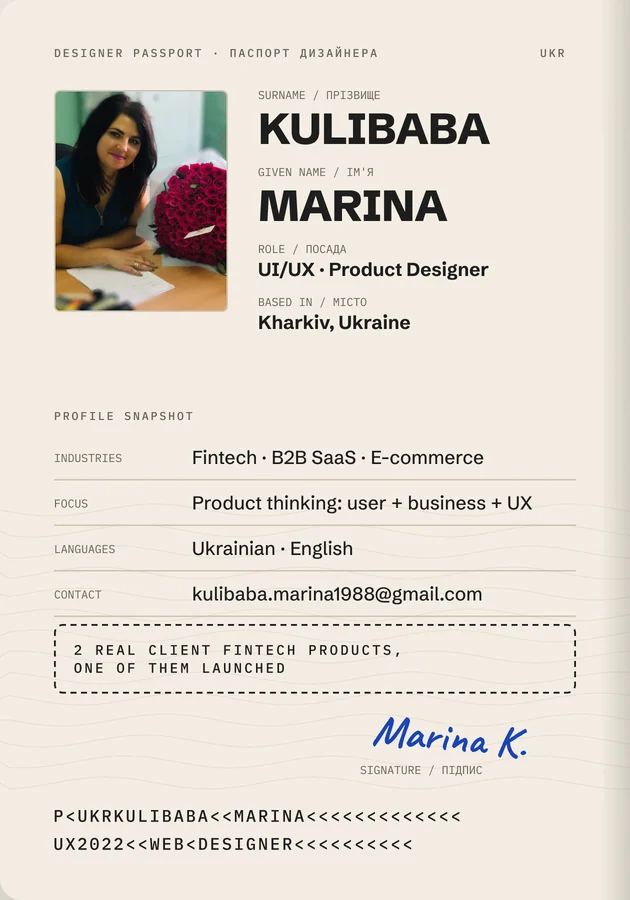 DESIGNER PASSPORT · ПАСПОРТ ДИЗАЙНЕРА
UKR
SURNAME / ПРІЗВИЩЕ
KULIBABA
GIVEN NAME / ІМ'Я
MARINA
ROLE / ПОСАДА
UI/UX · Product Designer
BASED IN / МІСТО
Kharkiv, Ukraine
PROFILE SNAPSHOT
INDUSTRIES
Fintech · B2B SaaS · E-commerce
FOCUS
Product thinking: user + business + UX
LANGUAGES
Ukrainian · English
CONTACT
kulibaba.marina1988@gmail.com
2 REAL CLIENT FINTECH PRODUCTS,
ONE OF THEM LAUNCHED
Marina K.
SIGNATURE / ПІДПИС
P<UKRKULIBABA<<MARINA<<<<<<<<<<<<<
UX2022<<WEB<DESIGNER<<<<<<<<<<